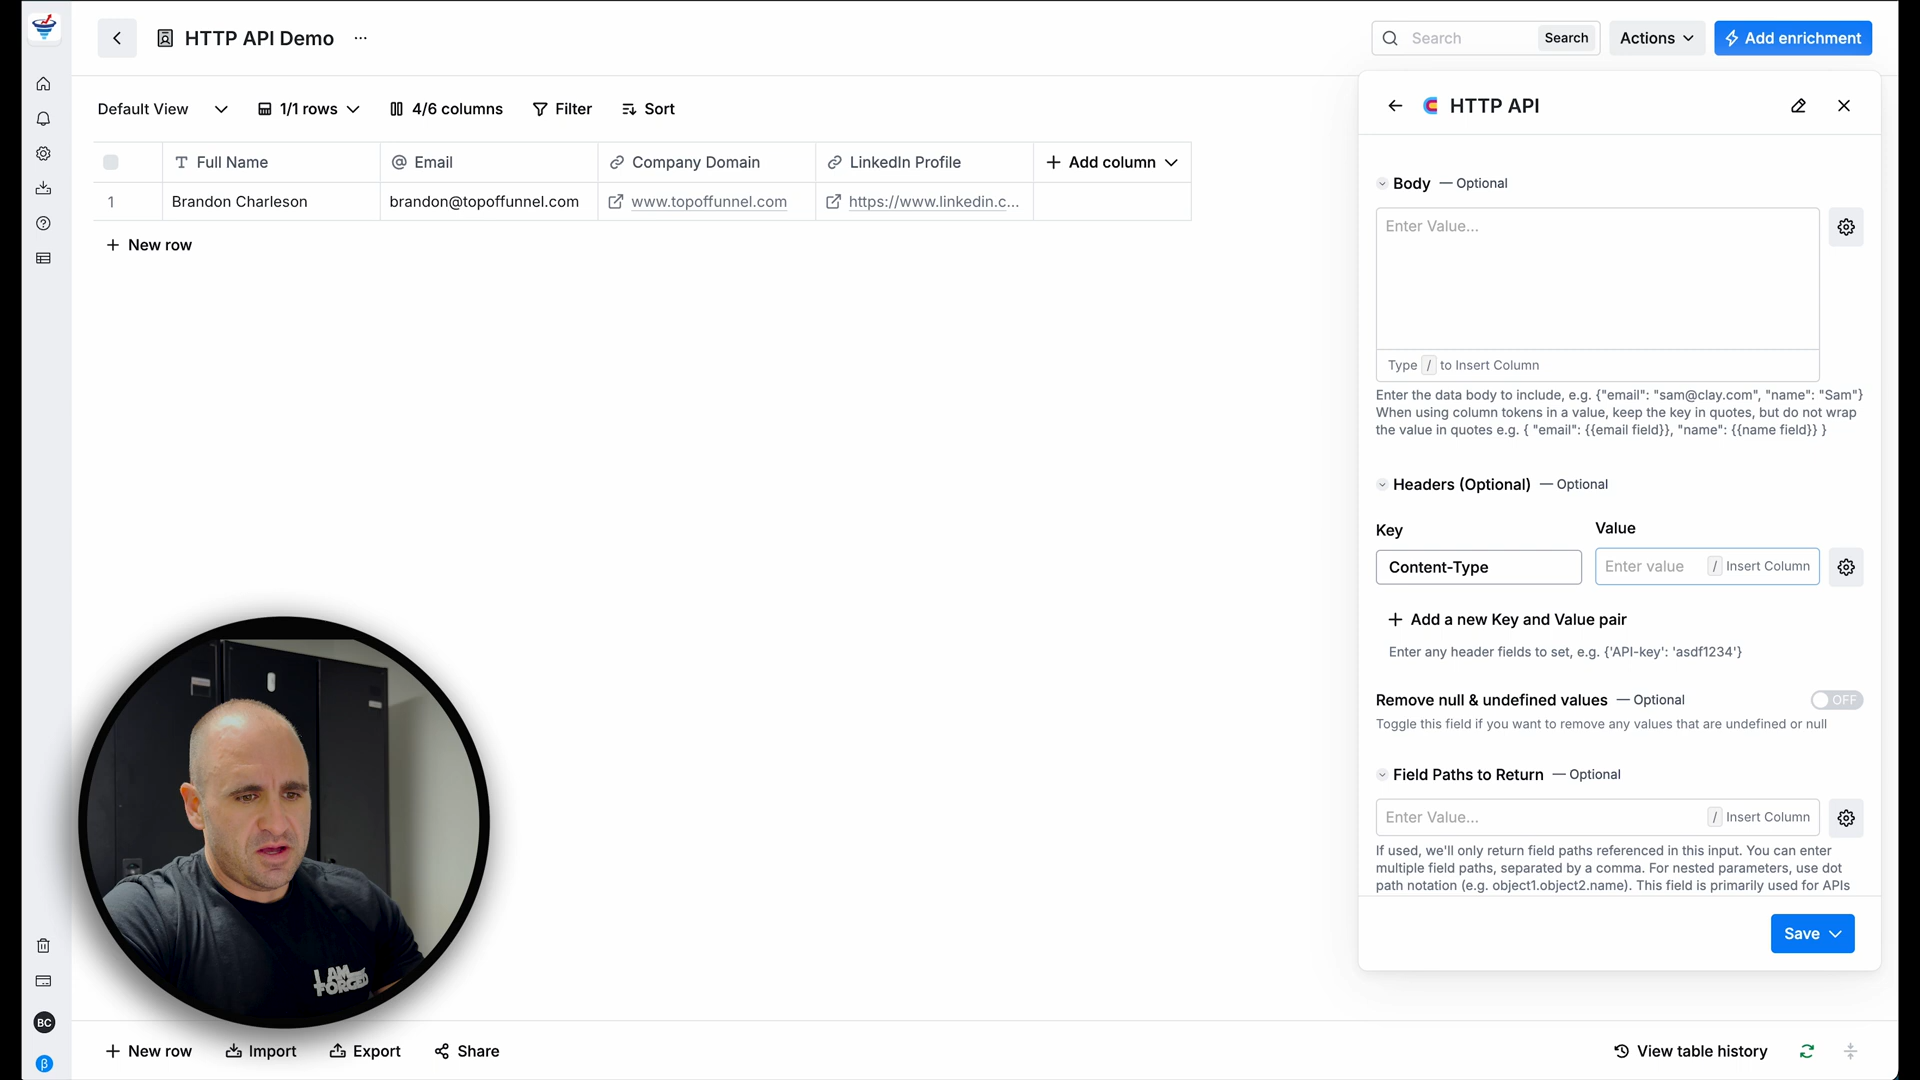 HTTP API Demo
Search
Search
Actions
Add enrichment
Default View
1/1 rows
4/6 columns
Filter
Sort
Full Name
Email
Company Domain
LinkedIn Profile
Add column
1
Brandon Charleson
brandon@topoffunnel.com
www.topoffunnel.com
https://www.linkedin.c...
New row
HTTP API
Body — Optional
Enter Value...
Type / to Insert Column
Enter the data body to include, e.g. {"email": "sam@clay.com", "name": "Sam"}
When using column tokens in a value, keep the key in quotes, but do not wrap
the value in quotes e.g. { "email": {{email field}}, "name": {{name field}} }
Headers (Optional) — Optional
Key
Value
Content-Type
Enter value
/ Insert Column
+ Add a new Key and Value pair
Enter any header fields to set, e.g. {'API-key': 'asdf1234'}
Remove null & undefined values — Optional
OFF
Toggle this field if you want to remove any values that are undefined or null
Field Paths to Return — Optional
Enter Value...
/ Insert Column
If used, we'll only return field paths referenced in this input. You can enter
multiple field paths, separated by a comma. For nested parameters, use dot
path notation (e.g. object1.object2.name). This field is primarily used for APIs
Save
I AM
FORGED
BC
β
New row
Import
Export
Share
View table history